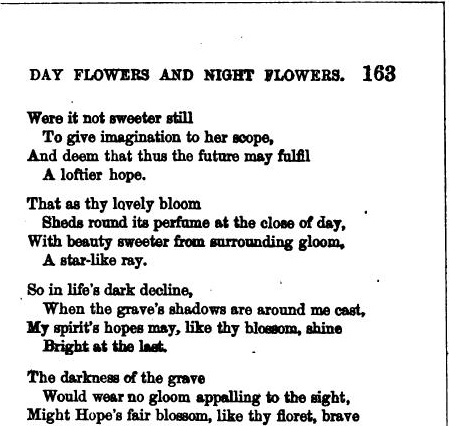 DAY FLOWERS AND NIGHT FLOWERS. 163
Were it not sweeter still
To give imagination to her scope,
And deem that thus the future may fulfil
A loftier hope.
That as thy lovely bloom
Sheds round its perfume at the close of day,
With beauty sweeter from surrounding gloom,
A star-like ray.
So in life's dark decline,
When the grave's shadows are around me cast,
My spirit's hopes may, like thy blossom, shine
Bright at the last.
The darkness of the grave
Would wear no gloom appalling to the sight,
Might Hope's fair blossom, like thy floret, brave